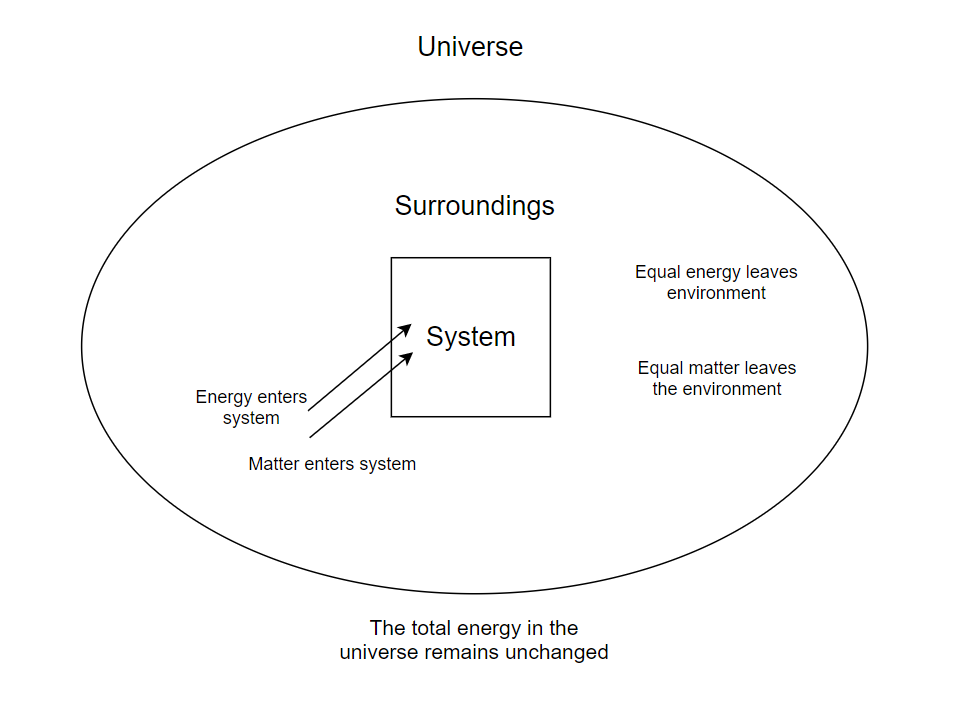 Universe
Surroundings
Equal energy leaves
environment
System
Equal matter leaves
the environment
Energy enters
system
Matter enters system
The total energy in the
universe remains unchanged